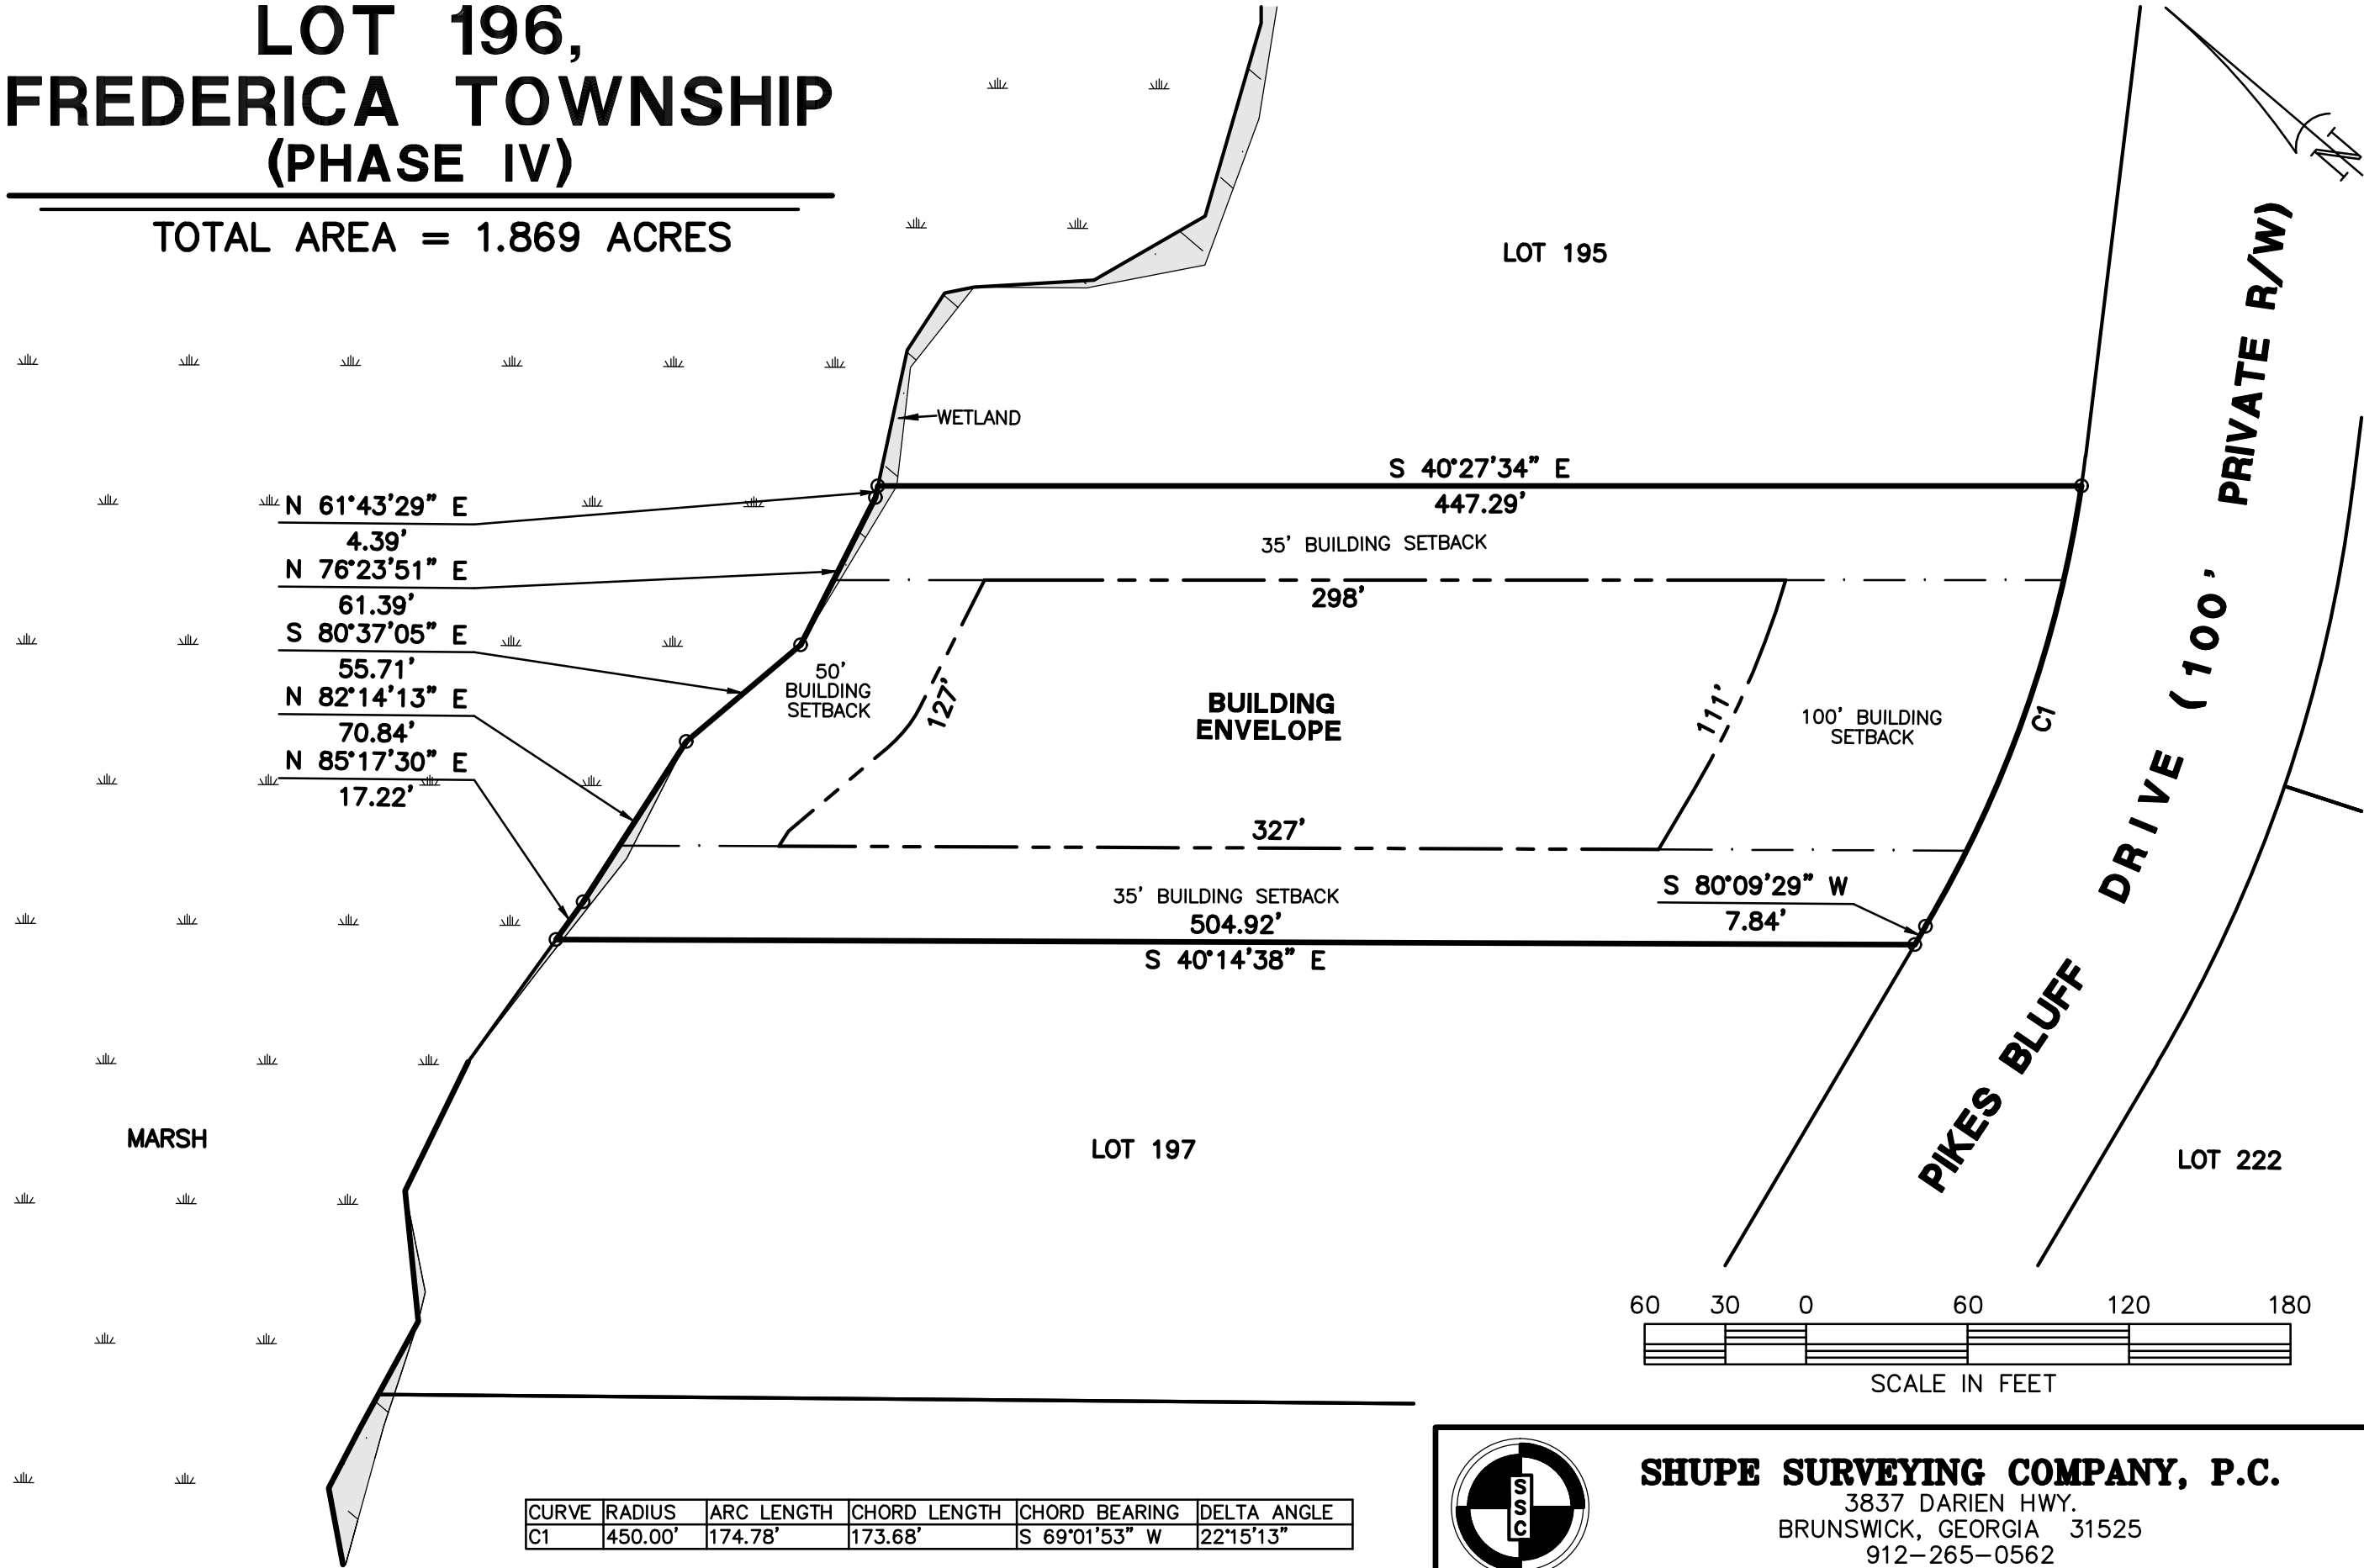 LOT 196,
FREDERICA TOWNSHIP
(PHASE IV)
TOTAL AREA = 1.869 ACRES
N
LOT 195
PRIVATE R/W)
WETLAND
S 40°27'34" E
447.29'
N 61°43'29" E
4.39'
N 76°23'51" E
61.39'
S 80°37'05" E
55.71'
N 82°14'13" E
70.84'
N 85°17'30" E
17.22'
35' BUILDING SETBACK
298'
50'
BUILDING
SETBACK
127'
BUILDING
ENVELOPE
111'
100' BUILDING
SETBACK
C1
327'
35' BUILDING SETBACK
504.92'
S 40°14'38" E
S 80°09'29" W
7.84'
PIKES BLUFF DRIVE (100'
MARSH
LOT 197
LOT 222
60 30 0 60 120 180
SCALE IN FEET
CURVE RADIUS ARC LENGTH CHORD LENGTH CHORD BEARING DELTA ANGLE
C1 450.00' 174.78' 173.68' S 69°01'53" W 22°15'13"
SSC
SHUPE SURVEYING COMPANY, P.C.
3837 DARIEN HWY.
BRUNSWICK, GEORGIA 31525
912-265-0562